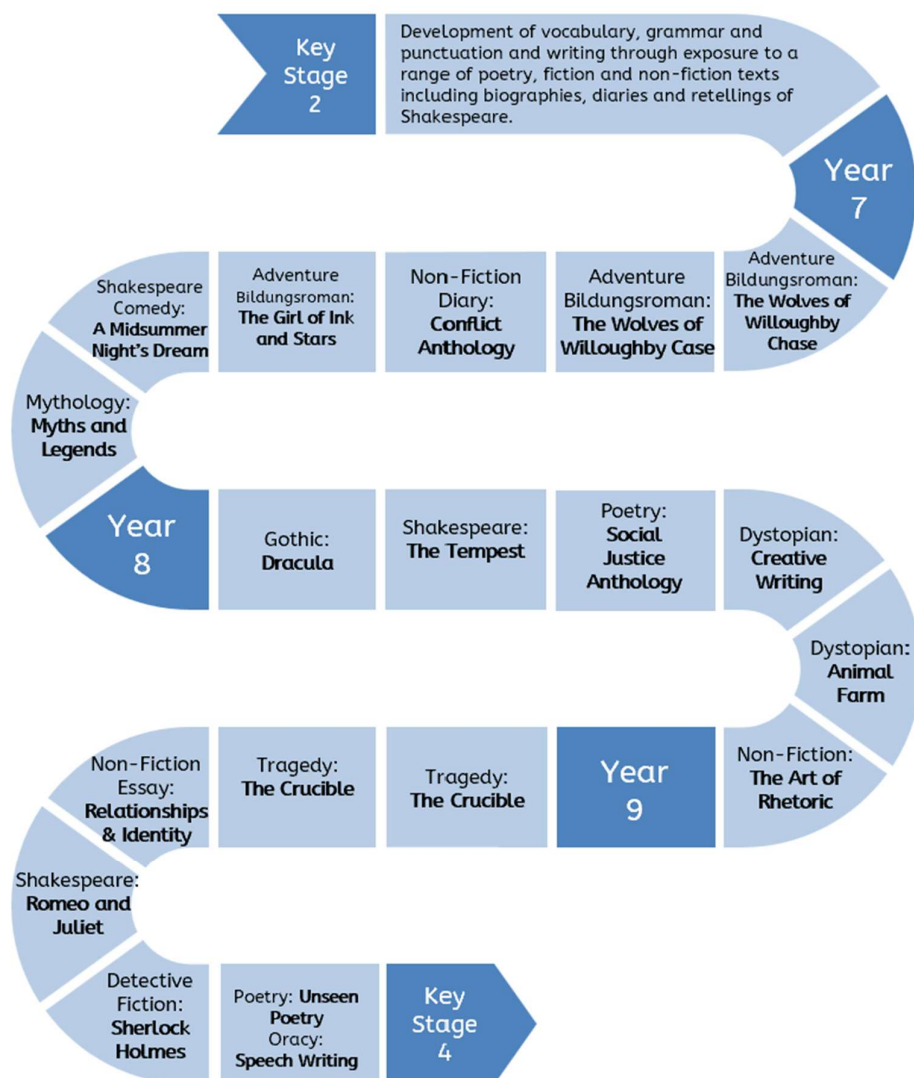 Key
Stage
2
Development of vocabulary, grammar and
punctuation and writing through exposure to a
range of poetry, fiction and non-fiction texts
including biographies, diaries and retellings of
Shakespeare.
Year
7
Adventure
Bildungsroman:
The Wolves of
Willoughby
Chase
Adventure
Bildungsroman:
The Wolves of
Willoughby Case
Non-Fiction
Diary:
Conflict
Anthology
Adventure
Bildungsroman:
The Girl of Ink
and Stars
Shakespeare
Comedy:
A Midsummer
Night's Dream
Mythology:
Myths and
Legends
Year
8
Gothic:
Dracula
Shakespeare:
The Tempest
Poetry:
Social
Justice
Anthology
Dystopian:
Creative
Writing
Dystopian:
Animal
Farm
Non-Fiction:
The Art of
Rhetoric
Year
9
Tragedy:
The Crucible
Tragedy:
The Crucible
Non-Fiction
Essay:
Relationships
& Identity
Shakespeare:
Romeo and
Juliet
Detective
Fiction:
Sherlock
Holmes
Poetry: Unseen
Poetry
Oracy:
Speech Writing
Key
Stage
4